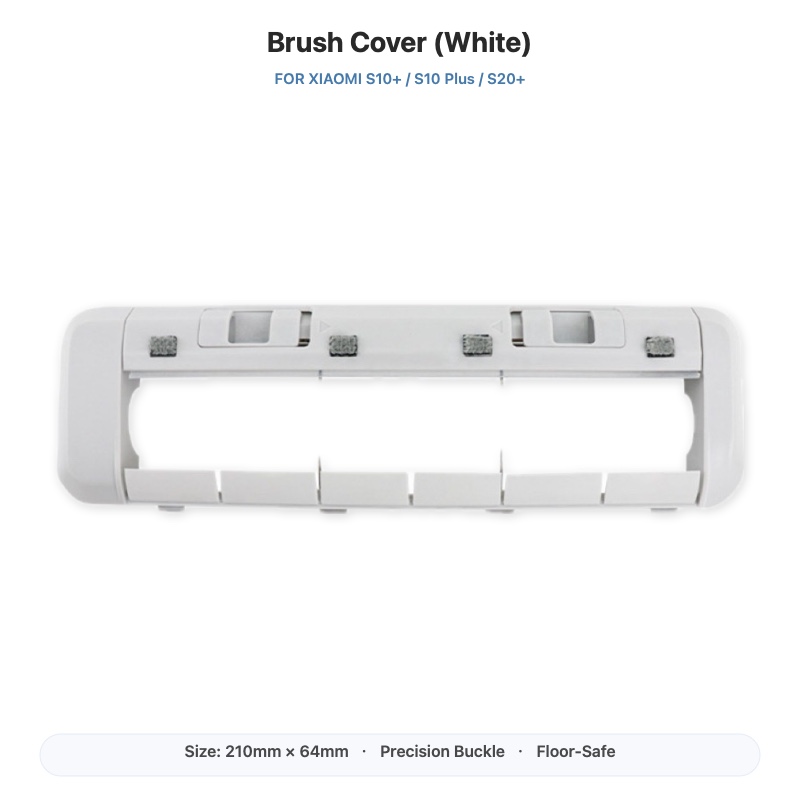 Brush Cover (White)
FOR XIAOMI S10+ / S10 Plus / S20+
Size: 210mm × 64mm · Precision Buckle · Floor-Safe